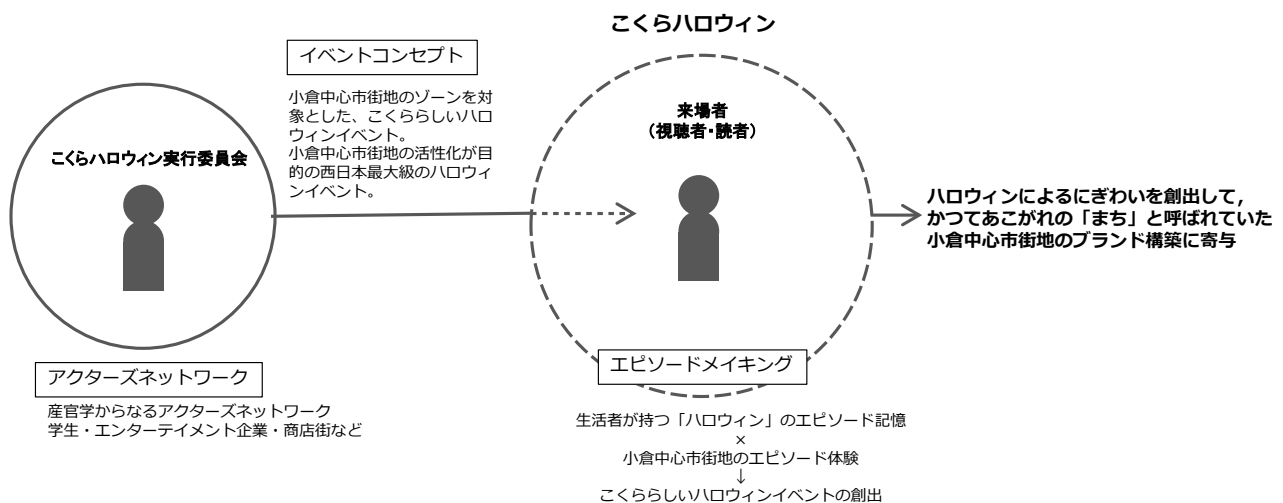 こくらハロウィン
イベントコンセプト
小倉中心市街地のゾーンを対
象とした、こくららしいハロ
ウィンイベント。
小倉中心市街地の活性化が目
的の西日本最大級のハロウィ
ンイベント。
こくらハロウィン実行委員会
来場者
（視聴者・読者）
ハロウィンによるにぎわいを創出して，
かつてあこがれの「まち」と呼ばれていた
小倉中心市街地のブランド構築に寄与
アクターズネットワーク
産官学からなるアクターズネットワーク
学生・エンターテイメント企業・商店街など
エピソードメイキング
生活者が持つ「ハロウィン」のエピソード記憶
×
小倉中心市街地のエピソード体験
↓
こくららしいハロウィンイベントの創出